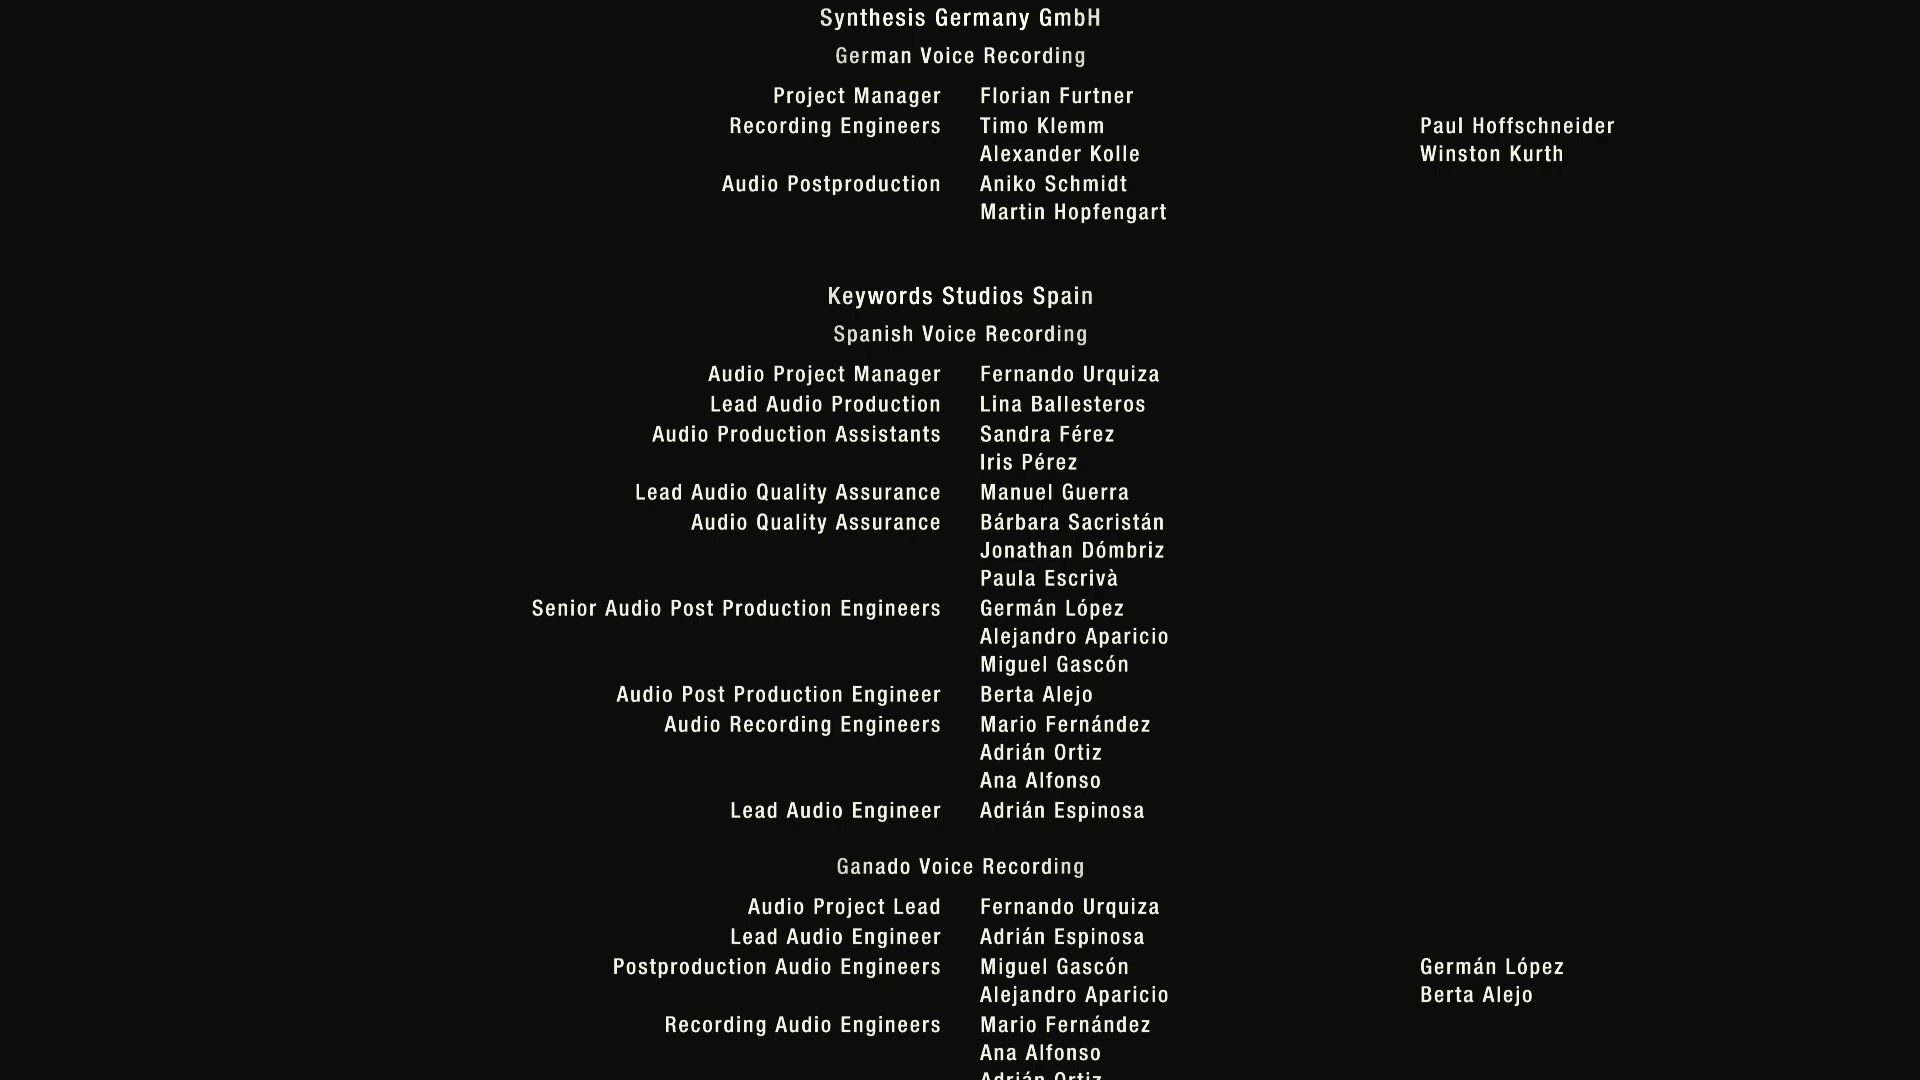 Synthesis Germany GmbH
German Voice Recording
Project Manager Florian Furtner
Recording Engineers Timo Klemm Paul Hoffschneider
Alexander Kolle Winston Kurth
Audio Postproduction Aniko Schmidt
Martin Hopfengart
Keywords Studios Spain
Spanish Voice Recording
Audio Project Manager Fernando Urquiza
Lead Audio Production Lina Ballesteros
Audio Production Assistants Sandra Férez
Iris Pérez
Lead Audio Quality Assurance Manuel Guerra
Audio Quality Assurance Bárbara Sacristán
Jonathan Dómbriz
Paula Escrivà
Senior Audio Post Production Engineers Germán López
Alejandro Aparicio
Miguel Gascón
Audio Post Production Engineer Berta Alejo
Audio Recording Engineers Mario Fernández
Adrián Ortiz
Ana Alfonso
Lead Audio Engineer Adrián Espinosa
Ganado Voice Recording
Audio Project Lead Fernando Urquiza
Lead Audio Engineer Adrián Espinosa
Postproduction Audio Engineers Miguel Gascón Germán López
Alejandro Aparicio Berta Alejo
Recording Audio Engineers Mario Fernández
Ana Alfonso
Adrián Ortiz